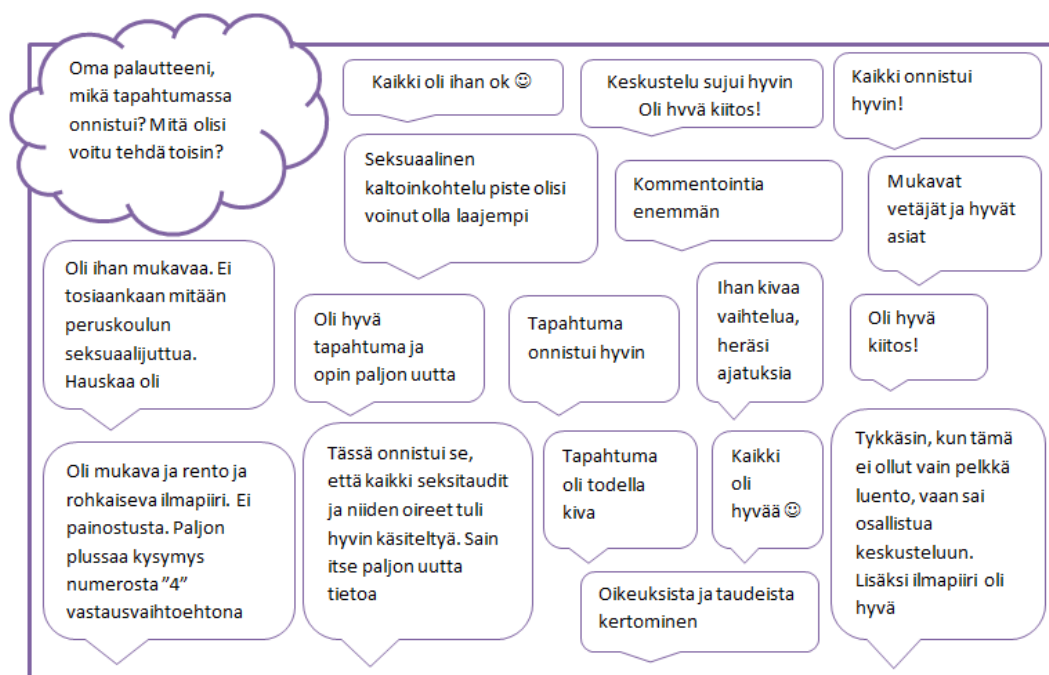 Oma palautteeni,
mikä tapahtumassa
onnistui? Mitä olisi
voitu tehdä toisin?
Kaikki oli ihan ok ☺
Keskustelu sujui hyvin
Oli hyvä kiitos!
Kaikki onnistui
hyvin!
Seksuaalinen
kaltoinkohtelu piste olisi
voinut olla laajempi
Kommentointia
enemmän
Mukavat
vetäjät ja hyvät
asiat
Oli ihan mukavaa. Ei
tosiaankaan mitään
peruskoulun
seksuaalijuttua.
Hauskaa oli
Oli hyvä
tapahtuma ja
opin paljon uutta
Tapahtuma
onnistui hyvin
Ihan kivaa
vaihtelua,
heräsi
ajatuksia
Oli hyvä
kiitos!
Oli mukava ja rento ja
rohkaiseva ilmapiiri. Ei
painostusta. Paljon
plussaa kysymys
numerosta ”4”
vastausvaihtoehtona
Tässä onnistui se,
että kaikki seksitaudit
ja niiden oireet tuli
hyvin käsiteltyä. Sain
itse paljon uutta
tietoa
Tapahtuma
oli todella
kiva
Kaikki
oli
hyvää ☺
Tykkäsin, kun tämä
ei ollut vain pelkkä
luento, vaan sai
osallistua
keskusteluun.
Lisäksi ilmapiiri oli
hyvä
Oikeuksista ja taudeista
kertominen